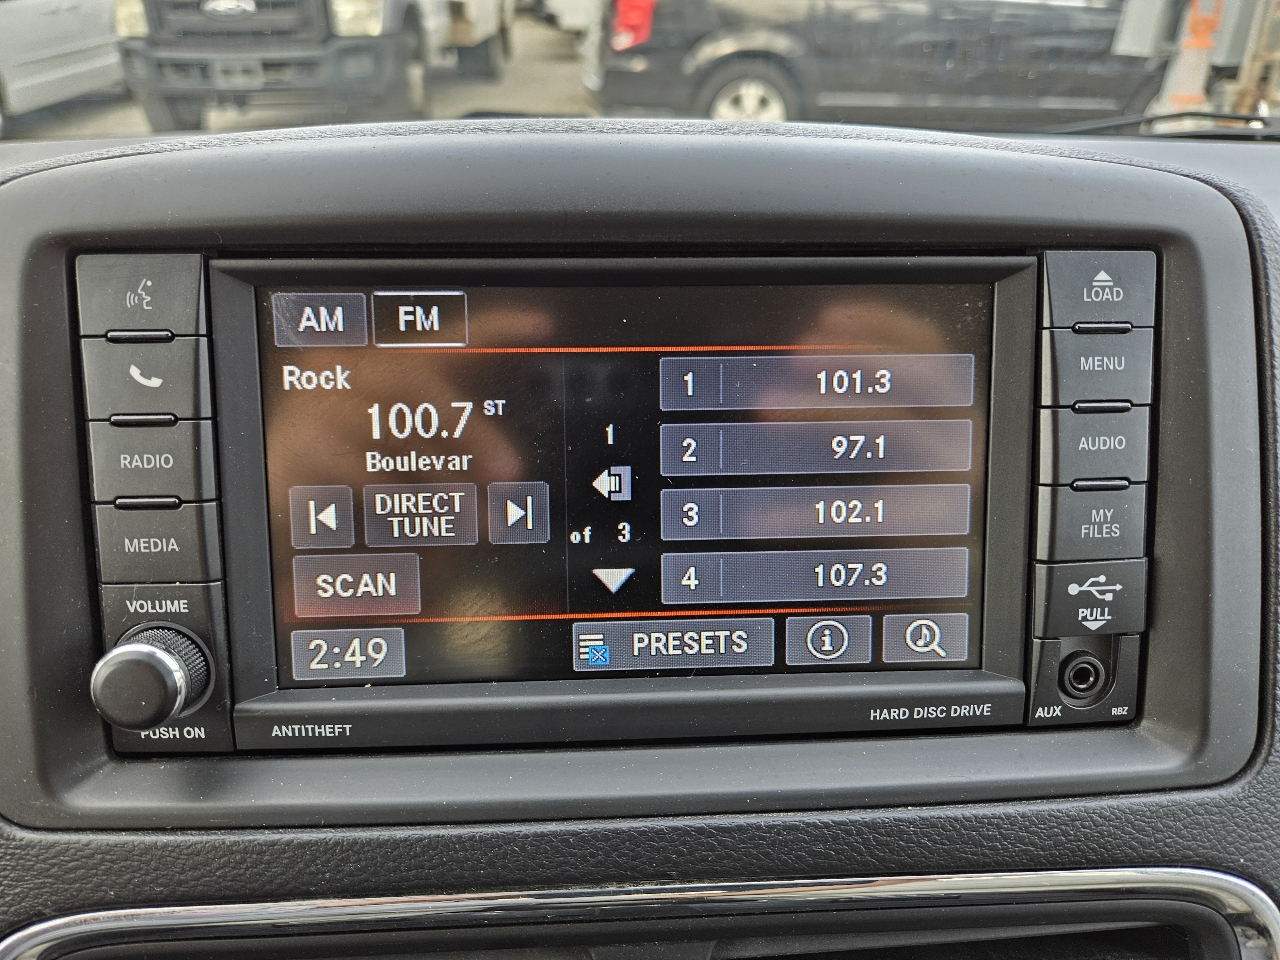 AM
FM
Rock
100.7 ST
Boulevar
DIRECT
TUNE
SCAN
2:49
1
of 3
1 101.3
2 97.1
3 102.1
4 107.3
PRESETS
RADIO
MEDIA
VOLUME
PUSH ON
ANTITHEFT
HARD DISC DRIVE
LOAD
MENU
AUDIO
MY
FILES
PULL
AUX
RBZ